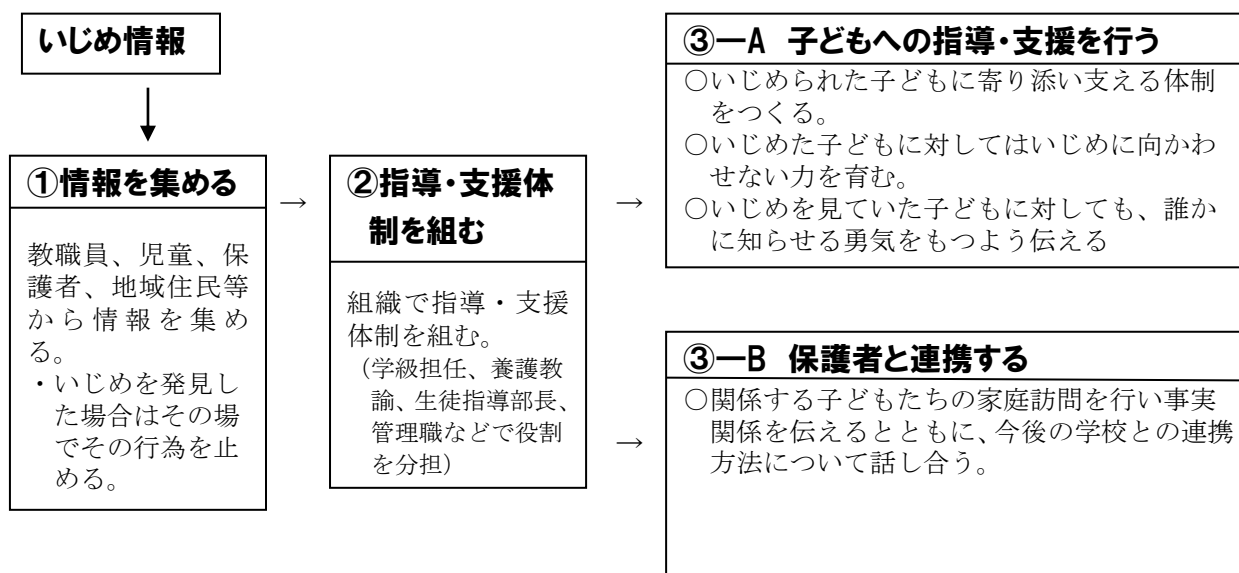 いじめ情報
①情報を集める
教職員、児童、保
護者、地域住民等
から情報を集め
る。
・いじめを発見し
た場合はその場
でその行為を止
める。
→
②指導・支援体
制を組む
組織で指導・支援
体制を組む。
（学級担任、養護教
諭、生徒指導部長、
管理職などで役割
を分担）
→
③―A 子どもへの指導・支援を行う
○いじめられた子どもに寄り添い支える体制
をつくる。
○いじめた子どもに対してはいじめに向かわ
せない力を育む。
○いじめを見ていた子どもに対しても、誰か
に知らせる勇気をもつよう伝える
→
③―B 保護者と連携する
○関係する子どもたちの家庭訪問を行い事実
関係を伝えるとともに、今後の学校との連携
方法について話し合う。